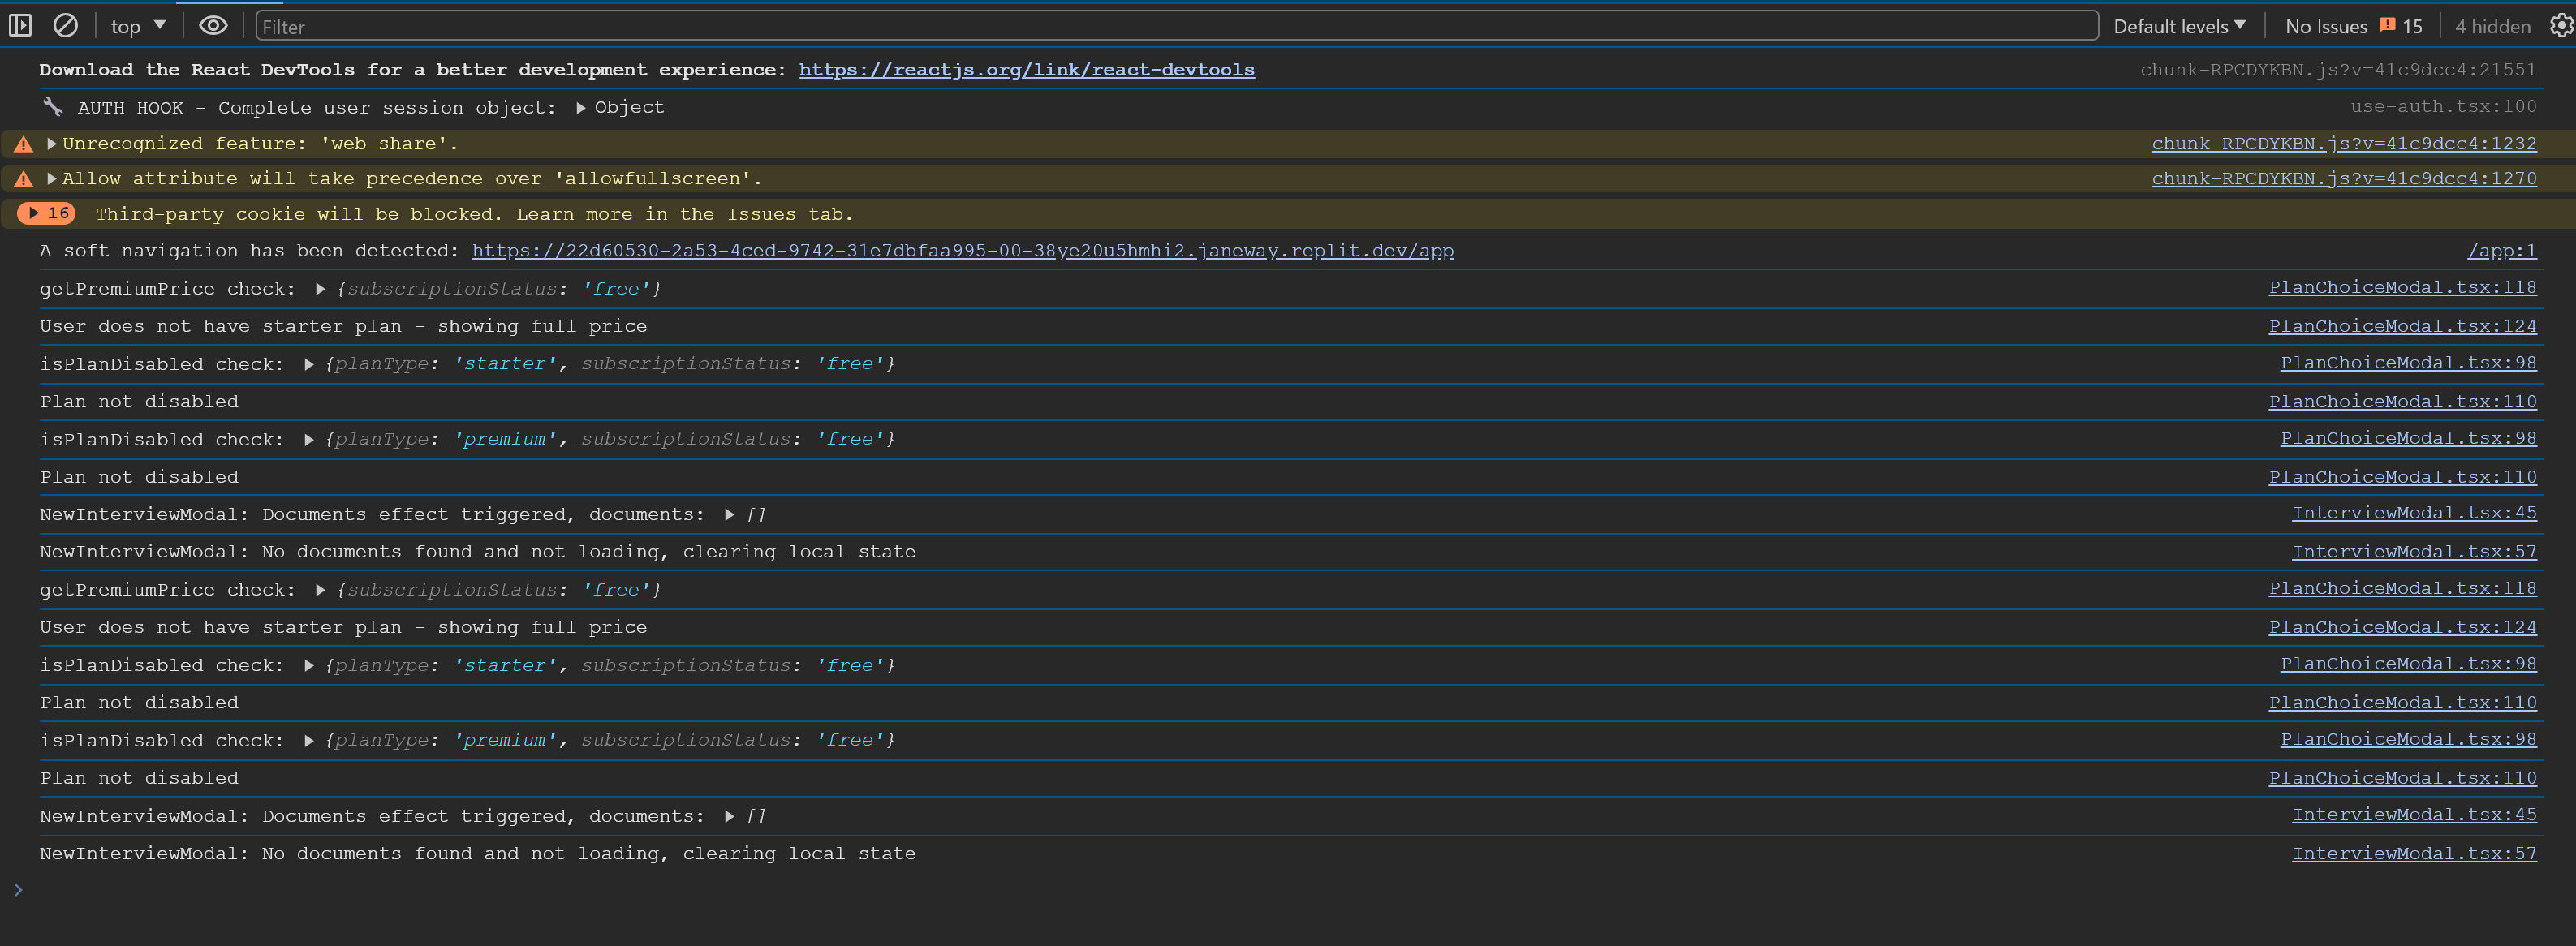 top Filter Default levels No Issues 15 4 hidden
Download the React DevTools for a better development experience: https://reactjs.org/link/react-devtools chunk-RPCDYKBN.js?v=41c9dcc4:21551
AUTH HOOK - Complete user session object: Object use-auth.tsx:100
Unrecognized feature: 'web-share'. chunk-RPCDYKBN.js?v=41c9dcc4:1232
Allow attribute will take precedence over 'allowfullscreen'. chunk-RPCDYKBN.js?v=41c9dcc4:1270
16 Third-party cookie will be blocked. Learn more in the Issues tab.
A soft navigation has been detected: https://22d60530-2a53-4ced-9742-31e7dbfaa995-00-38ye20u5hmhi2.janeway.replit.dev/app /app:1
getPremiumPrice check: {subscriptionStatus: 'free'} PlanChoiceModal.tsx:118
User does not have starter plan - showing full price PlanChoiceModal.tsx:124
isPlanDisabled check: {planType: 'starter', subscriptionStatus: 'free'} PlanChoiceModal.tsx:98
Plan not disabled PlanChoiceModal.tsx:110
isPlanDisabled check: {planType: 'premium', subscriptionStatus: 'free'} PlanChoiceModal.tsx:98
Plan not disabled PlanChoiceModal.tsx:110
NewInterviewModal: Documents effect triggered, documents: [] InterviewModal.tsx:45
NewInterviewModal: No documents found and not loading, clearing local state InterviewModal.tsx:57
getPremiumPrice check: {subscriptionStatus: 'free'} PlanChoiceModal.tsx:118
User does not have starter plan - showing full price PlanChoiceModal.tsx:124
isPlanDisabled check: {planType: 'starter', subscriptionStatus: 'free'} PlanChoiceModal.tsx:98
Plan not disabled PlanChoiceModal.tsx:110
isPlanDisabled check: {planType: 'premium', subscriptionStatus: 'free'} PlanChoiceModal.tsx:98
Plan not disabled PlanChoiceModal.tsx:110
NewInterviewModal: Documents effect triggered, documents: [] InterviewModal.tsx:45
NewInterviewModal: No documents found and not loading, clearing local state InterviewModal.tsx:57